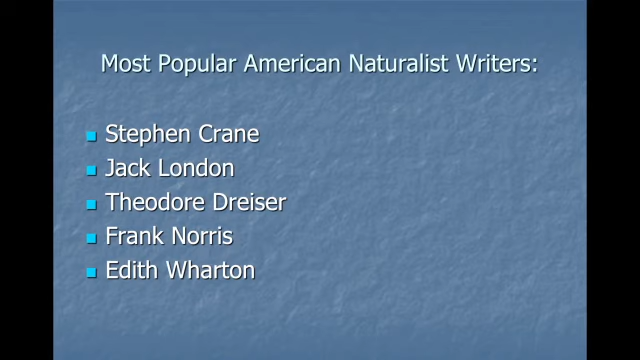 Most Popular American Naturalist Writers:
Stephen Crane
Jack London
Theodore Dreiser
Frank Norris
Edith Wharton